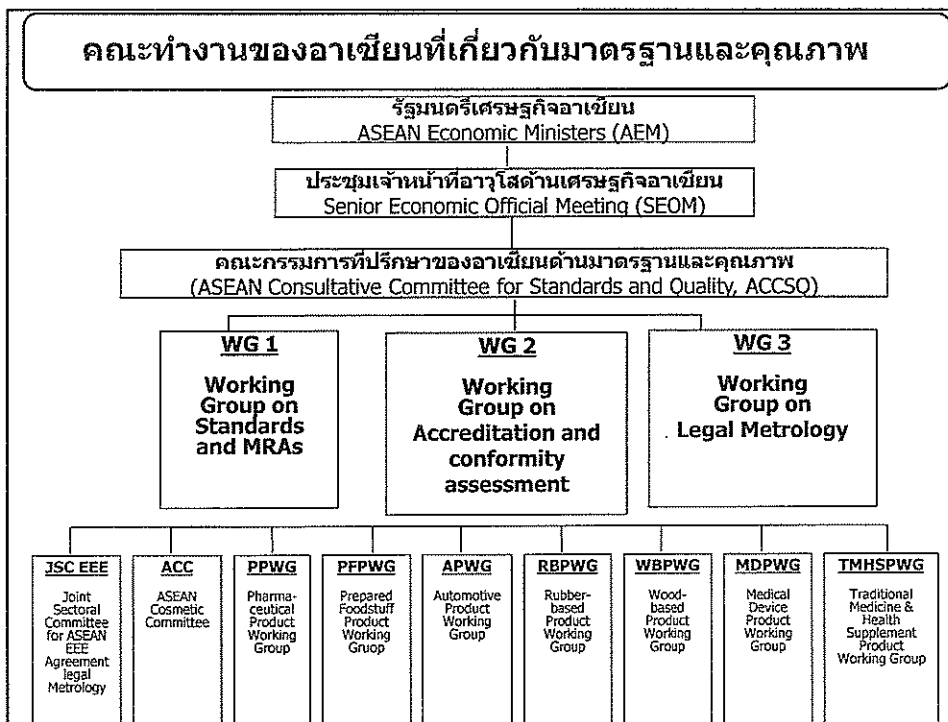 คณะทำงานของอาเซียนที่เกี่ยวกับมาตรฐานและคุณภาพ
รัฐมนตรีเศรษฐกิจอาเซียน
ASEAN Economic Ministers (AEM)
ประชุมเจ้าหน้าที่อาวุโสด้านเศรษฐกิจอาเซียน
Senior Economic Official Meeting (SEOM)
คณะกรรมการที่ปรึกษาของอาเซียนด้านมาตรฐานและคุณภาพ
(ASEAN Consultative Committee for Standards and Quality, ACCSQ)
WG 1
Working
Group on
Standards
and MRAs
WG 2
Working
Group on
Accreditation and
conformity
assessment
WG 3
Working
Group on
Legal Metrology
JSC EEE
Joint
Sectoral
Committee
for ASEAN
EEE
Agreement
legal
Metrology
ACC
ASEAN
Cosmetic
Committee
PPWG
Pharma-
ceutical
Product
Working
Group
PFPWG
Prepared
Foodstuff
Product
Working
Gruop
APWG
Automotive
Product
Working
Group
RBPWG
Rubber-
based
Product
Working
Group
WBPWG
Wood-
based
Product
Working
Group
MDPWG
Medical
Device
Product
Working
Group
TMHSPWG
Traditional
Medicine &
Health
Supplement
Product
Working Group